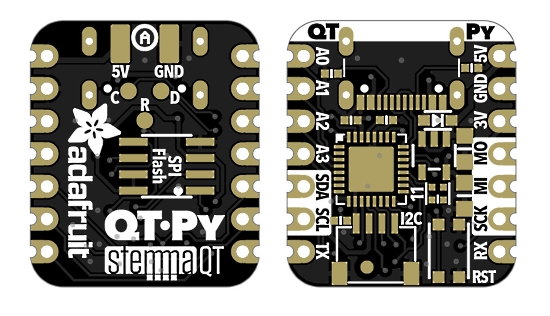 A
5V
GND
C
D
R
SPI
Flash
adafruit
QT·Py
stemma QT
QT
Py
A0
A1
A2
A3
SDA
SCL
TX
5V
GND
3V
MO
MI
SCK
RX
11
I2C
RST